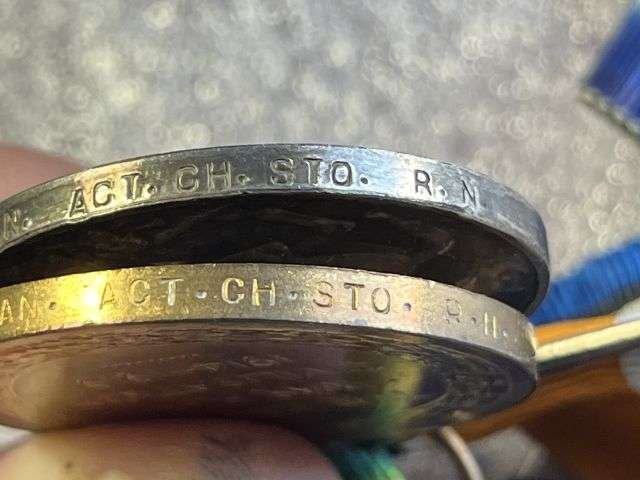 N. ACT. CH. STO. R.N.
AN. ACT. CH. STO. R.N.